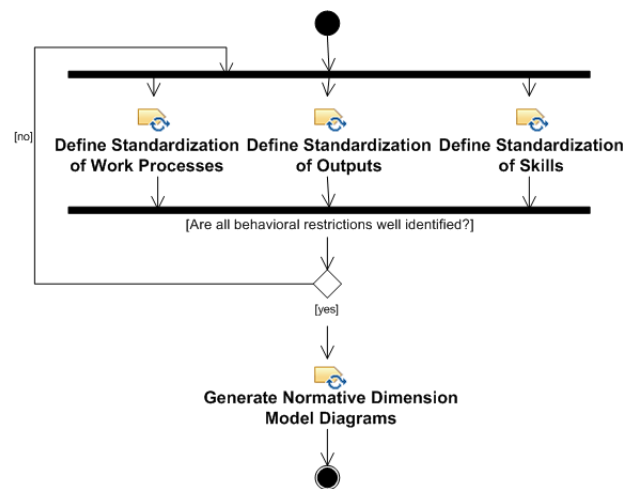 [no]
Define Standardization
of Work Processes
Define Standardization
of Outputs
Define Standardization
of Skills
[Are all behavioral restrictions well identified?]
[yes]
Generate Normative Dimension
Model Diagrams